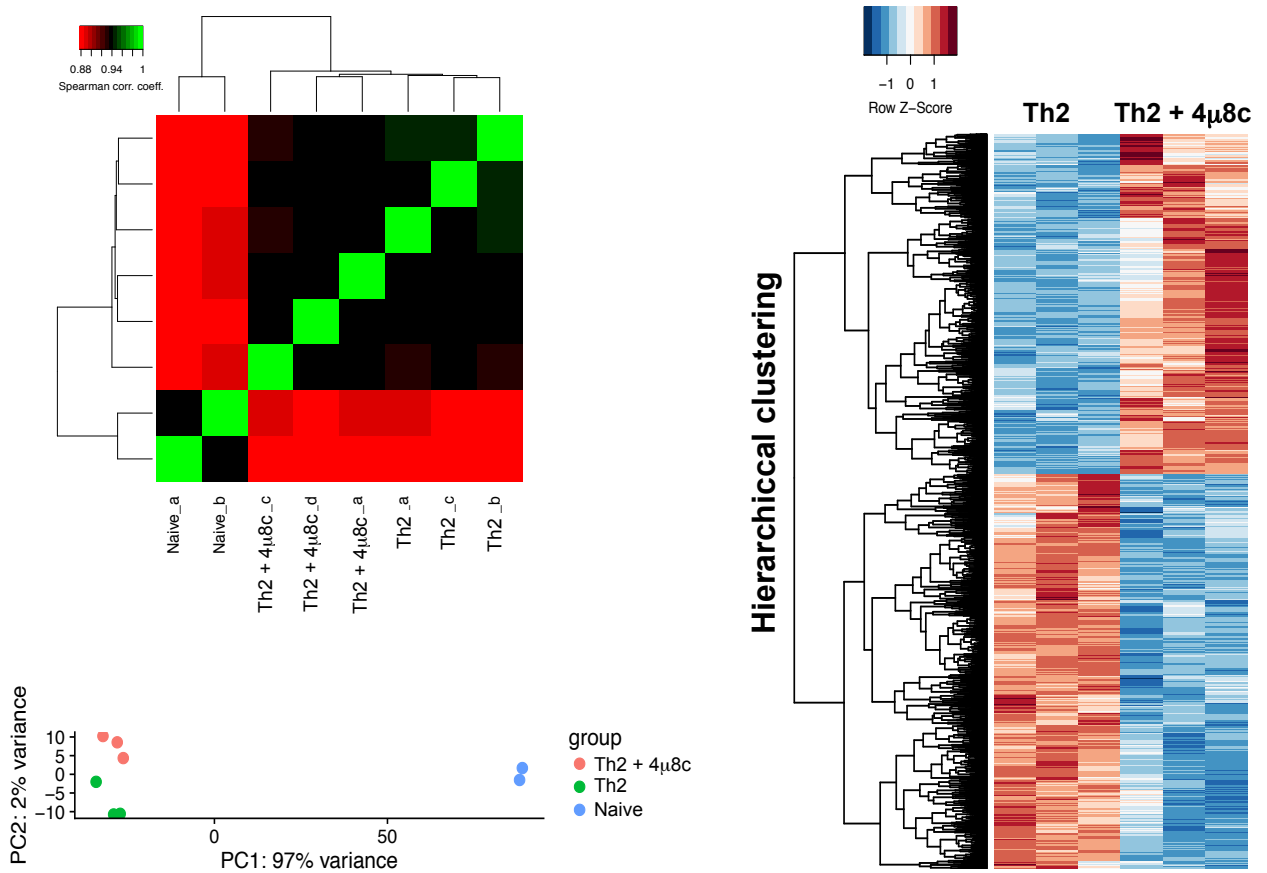 0.88 0.94 1
Spearman corr. coeff.
Naive_a
Naive_b
Th2 + 4μ8c_c
Th2 + 4μ8c_d
Th2 + 4μ8c_a
Th2_a
Th2_c
Th2_b
PC2: 2% variance
10
5
0
−5
−10
0 50
PC1: 97% variance
group
Th2 + 4μ8c
Th2
Naive
−1 0 1
Row Z−Score
Th2 Th2 + 4μ8c
Hierarchiccal clustering